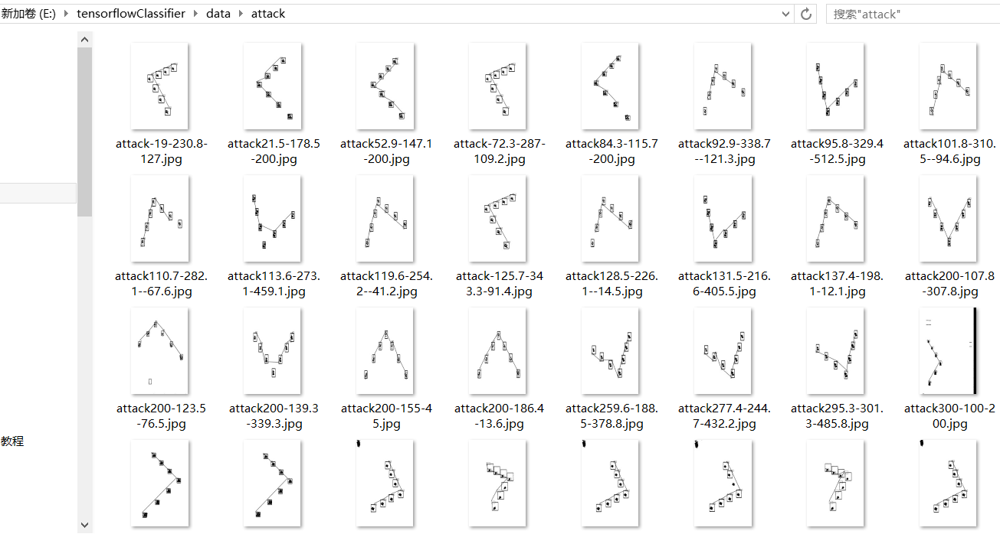 新加卷 (E:) tensorflowClassifier data attack
搜索"attack"
attack-19-230.8-
127.jpg
attack21.5-178.5
-200.jpg
attack52.9-147.1
-200.jpg
attack-72.3-287-
109.2.jpg
attack84.3-115.7
-200.jpg
attack92.9-338.7
--121.3.jpg
attack95.8-329.4
-512.5.jpg
attack101.8-310.
5--94.6.jpg
attack110.7-282.
1--67.6.jpg
attack113.6-273.
1-459.1.jpg
attack119.6-254.
2--41.2.jpg
attack-125.7-34
3.3-91.4.jpg
attack128.5-226.
1--14.5.jpg
attack131.5-216.
6-405.5.jpg
attack137.4-198.
1-12.1.jpg
attack200-107.8
-307.8.jpg
attack200-123.5
-76.5.jpg
attack200-139.3
-339.3.jpg
attack200-155-4
5.jpg
attack200-186.4
-13.6.jpg
attack259.6-188.
5-378.8.jpg
attack277.4-244.
7-432.2.jpg
attack295.3-301.
3-485.8.jpg
attack300-100-2
00.jpg
教程